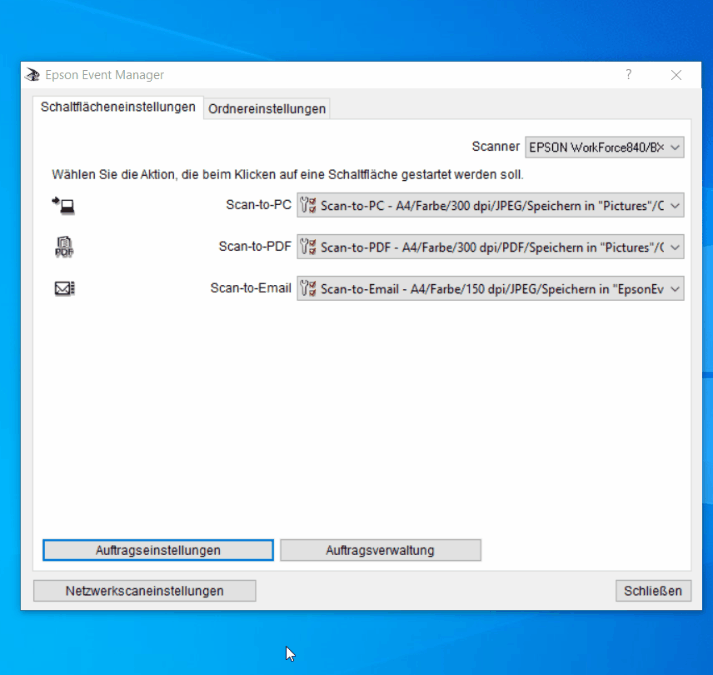 Epson Event Manager
Schaltflächeneinstellungen
Ordnereinstellungen
Scanner EPSON WorkForce840/BX
Wählen Sie die Aktion, die beim Klicken auf eine Schaltfläche gestartet werden soll.
Scan-to-PC Scan-to-PC - A4/Farbe/300 dpi/JPEG/Speichern in "Pictures"/C
PDF Scan-to-PDF Scan-to-PDF - A4/Farbe/300 dpi/PDF/Speichern in "Pictures"/(
Scan-to-Email Scan-to-Email - A4/Farbe/150 dpi/JPEG/Speichern in "EpsonEv
Auftragseinstellungen
Auftragsverwaltung
Netzwerkscaneinstellungen
Schließen